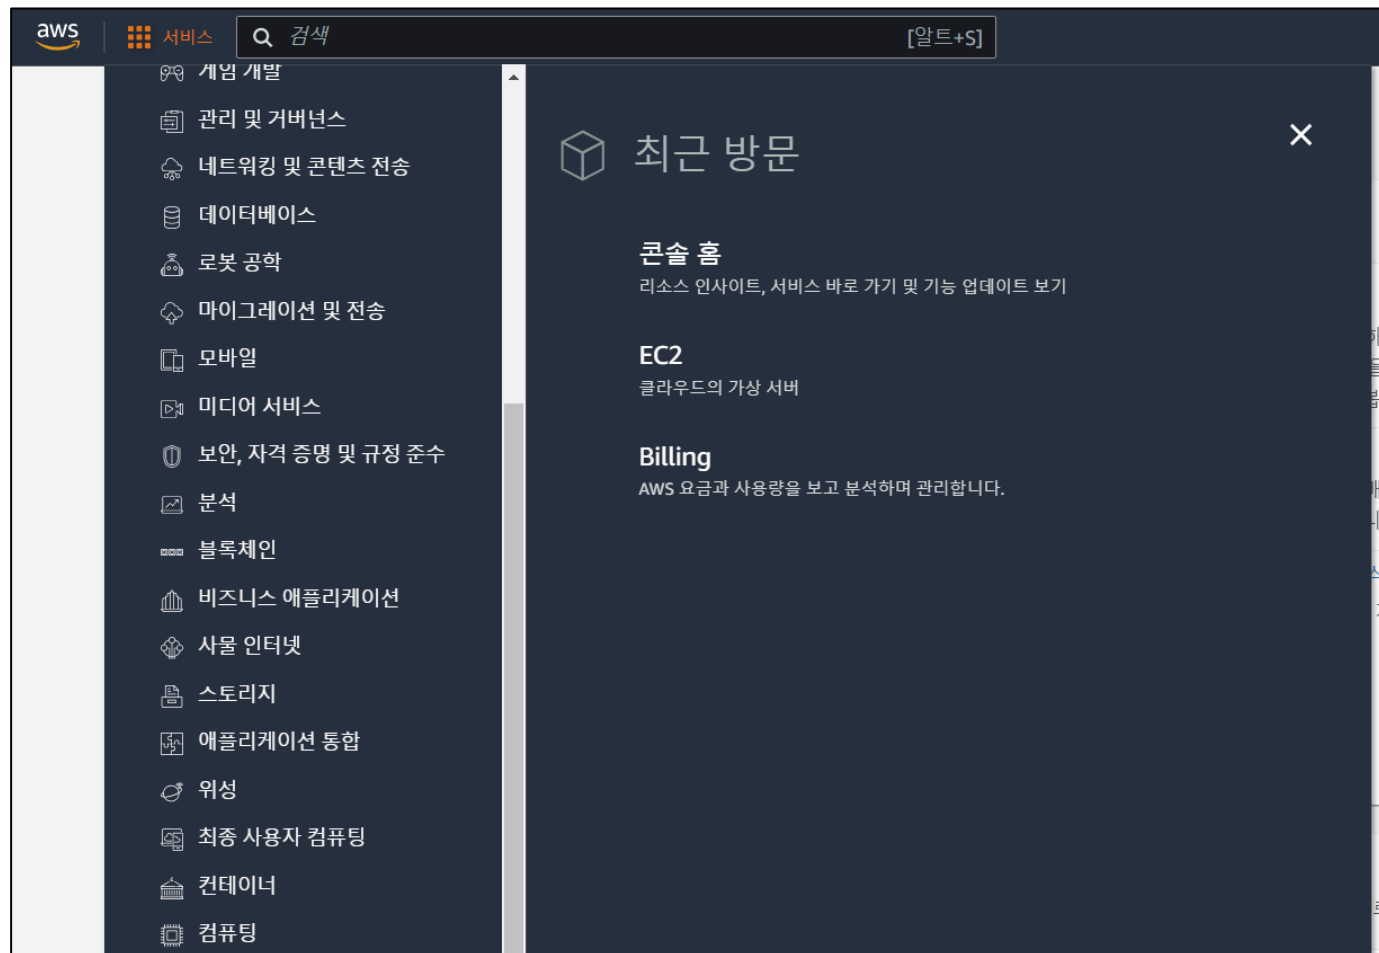 aws
서비스
검색
[알트+S]
게임 개발
관리 및 거버넌스
네트워킹 및 콘텐츠 전송
데이터베이스
로봇 공학
마이그레이션 및 전송
모바일
미디어 서비스
보안, 자격 증명 및 규정 준수
분석
블록체인
비즈니스 애플리케이션
사물 인터넷
스토리지
애플리케이션 통합
위성
최종 사용자 컴퓨팅
컨테이너
컴퓨팅
최근 방문
콘솔 홈
리소스 인사이트, 서비스 바로 가기 및 기능 업데이트 보기
EC2
클라우드의 가상 서버
Billing
AWS 요금과 사용량을 보고 분석하며 관리합니다.